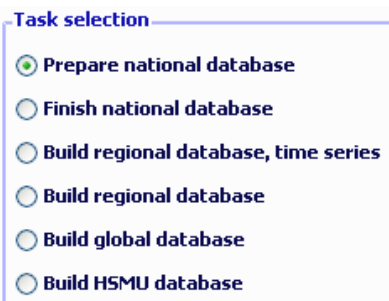 Task selection
Prepare national database
Finish national database
Build regional database, time series
Build regional database
Build global database
Build HSMU database